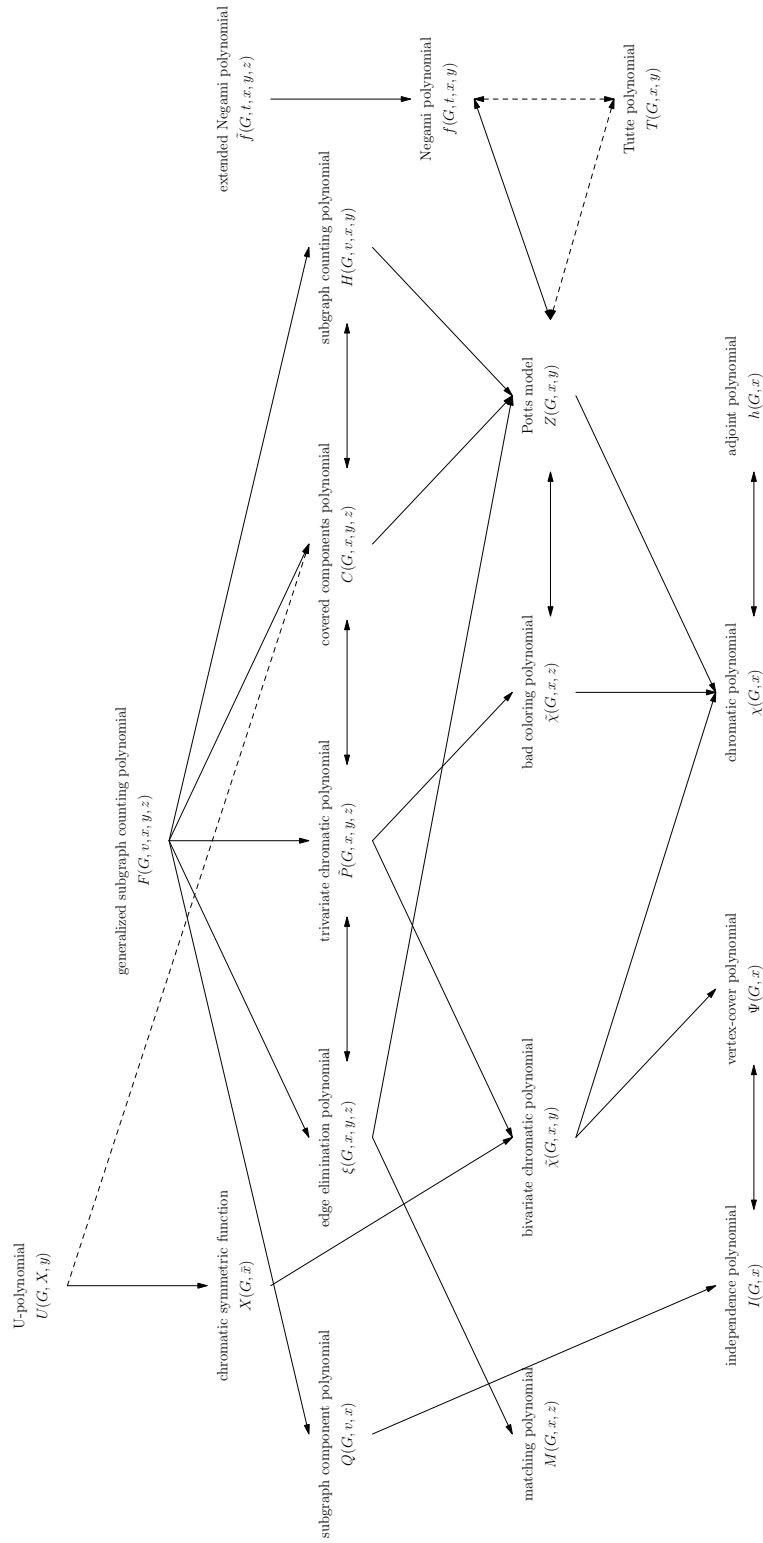 U-polynomial
U(G, X, y)
generalized subgraph counting polynomial
F(G, v, x, y, z)
chromatic symmetric function
X(G, x̄)
extended Negami polynomial
f̃(G, t, x, y, z)
subgraph component polynomial
Q(G, v, x)
edge elimination polynomial
ξ(G, x, y, z)
trivariate chromatic polynomial
P̃(G, x, y, z)
covered components polynomial
C(G, x, y, z)
subgraph counting polynomial
H(G, v, x, y)
Negami polynomial
f(G, t, x, y)
matching polynomial
M(G, x, z)
bivariate chromatic polynomial
χ̄(G, x, y)
bad coloring polynomial
χ̃(G, x, z)
Potts model
Z(G, x, y)
Tutte polynomial
T(G, x, y)
independence polynomial
I(G, x)
vertex-cover polynomial
Ψ(G, x)
chromatic polynomial
χ(G, x)
adjoint polynomial
h(G, x)